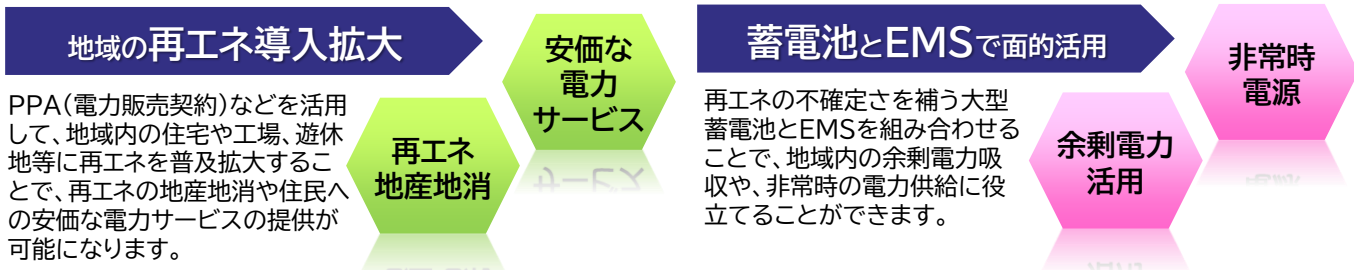 地域の再エネ導入拡大
PPA(電力販売契約)などを活用
して、地域内の住宅や工場、遊休
地等に再エネを普及拡大するこ
とで、再エネの地産地消や住民へ
の安価な電力サービスの提供が
可能になります。
再エネ
地産地消
安価な
電力
サービス
蓄電池とEMSで面的活用
再エネの不確定さを補う大型
蓄電池とEMSを組み合わせる
ことで、地域内の余剰電力吸
収や、非常時の電力供給に役
立てることができます。
余剰電力
活用
非常時
電源